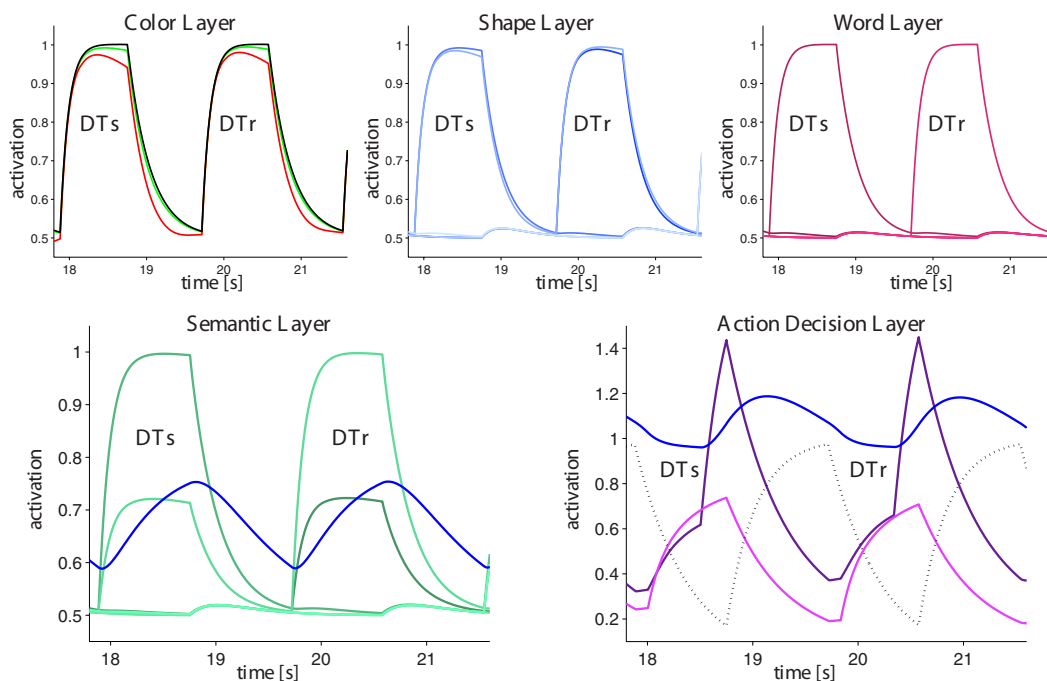 Color Layer
Shape Layer
Word Layer
activation
1
0.9
0.8
0.7
0.6
0.5
DTs
DTr
18
19
20
21
time [s]
activation
1
0.9
0.8
0.7
0.6
0.5
DTs
DTr
18
19
20
21
time [s]
activation
1
0.9
0.8
0.7
0.6
0.5
DTs
DTr
18
19
20
21
time [s]
Semantic Layer
Action Decision Layer
activation
1
0.9
0.8
0.7
0.6
0.5
DTs
DTr
18
19
20
21
time [s]
activation
1.4
1.2
1
0.8
0.6
0.4
0.2
DTs
DTr
18
19
20
21
time [s]